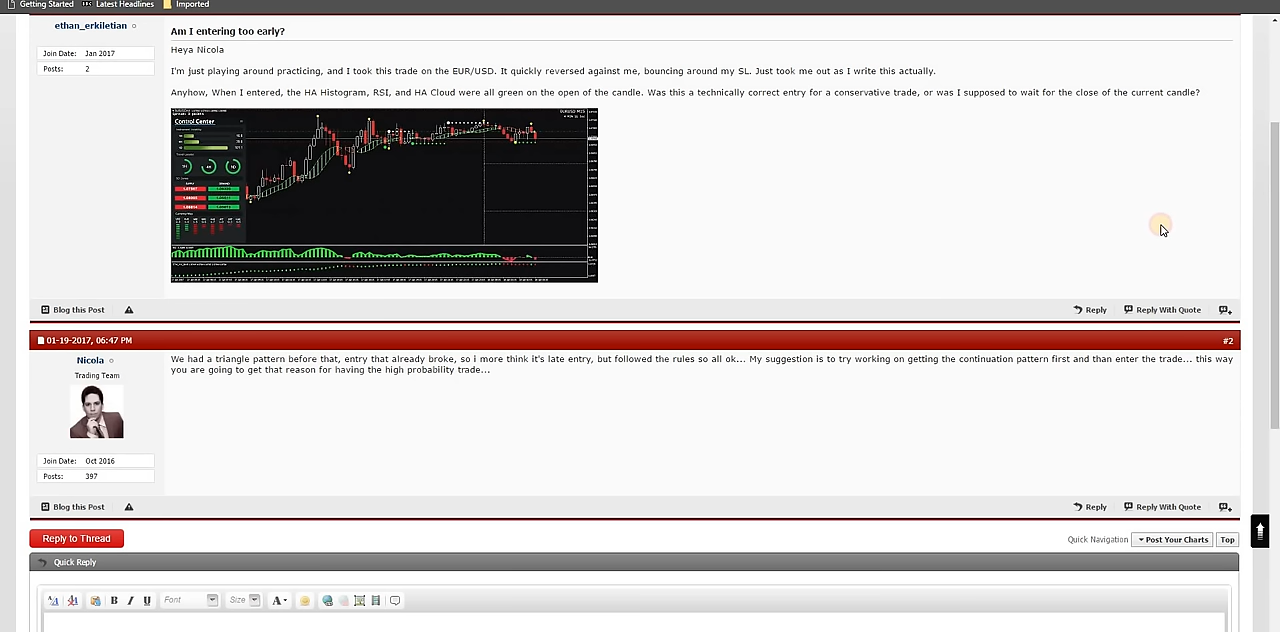 Getting Started Latest Headlines Imported
ethan_erkiletian
Join Date: Jan 2017
Posts: 2
Am I entering too early?
Heya Nicola
I'm just playing around practicing, and I took this trade on the EUR/USD. It quickly reversed against me, bouncing around my SL. Just took me out as I write this actually.
Anyhow, When I entered, the HA Histogram, RSI, and HA Cloud were all green on the open of the candle. Was this a technically correct entry for a conservative trade, or was I supposed to wait for the close of the current candle?
Control Center
Blog this Post
Reply Reply With Quote
01-19-2017, 06:47 PM #2
Nicola
Trading Team
Join Date: Oct 2016
Posts: 397
We had a triangle pattern before that, entry that already broke, so i more think it's late entry, but followed the rules so all ok... My suggestion is to try working on getting the continuation pattern first and than enter the trade... this way
you are going to get that reason for having the high probability trade...
Blog this Post
Reply Reply With Quote
Reply to Thread
Quick Navigation Post Your Charts Top
Quick Reply
B I U Font Size A